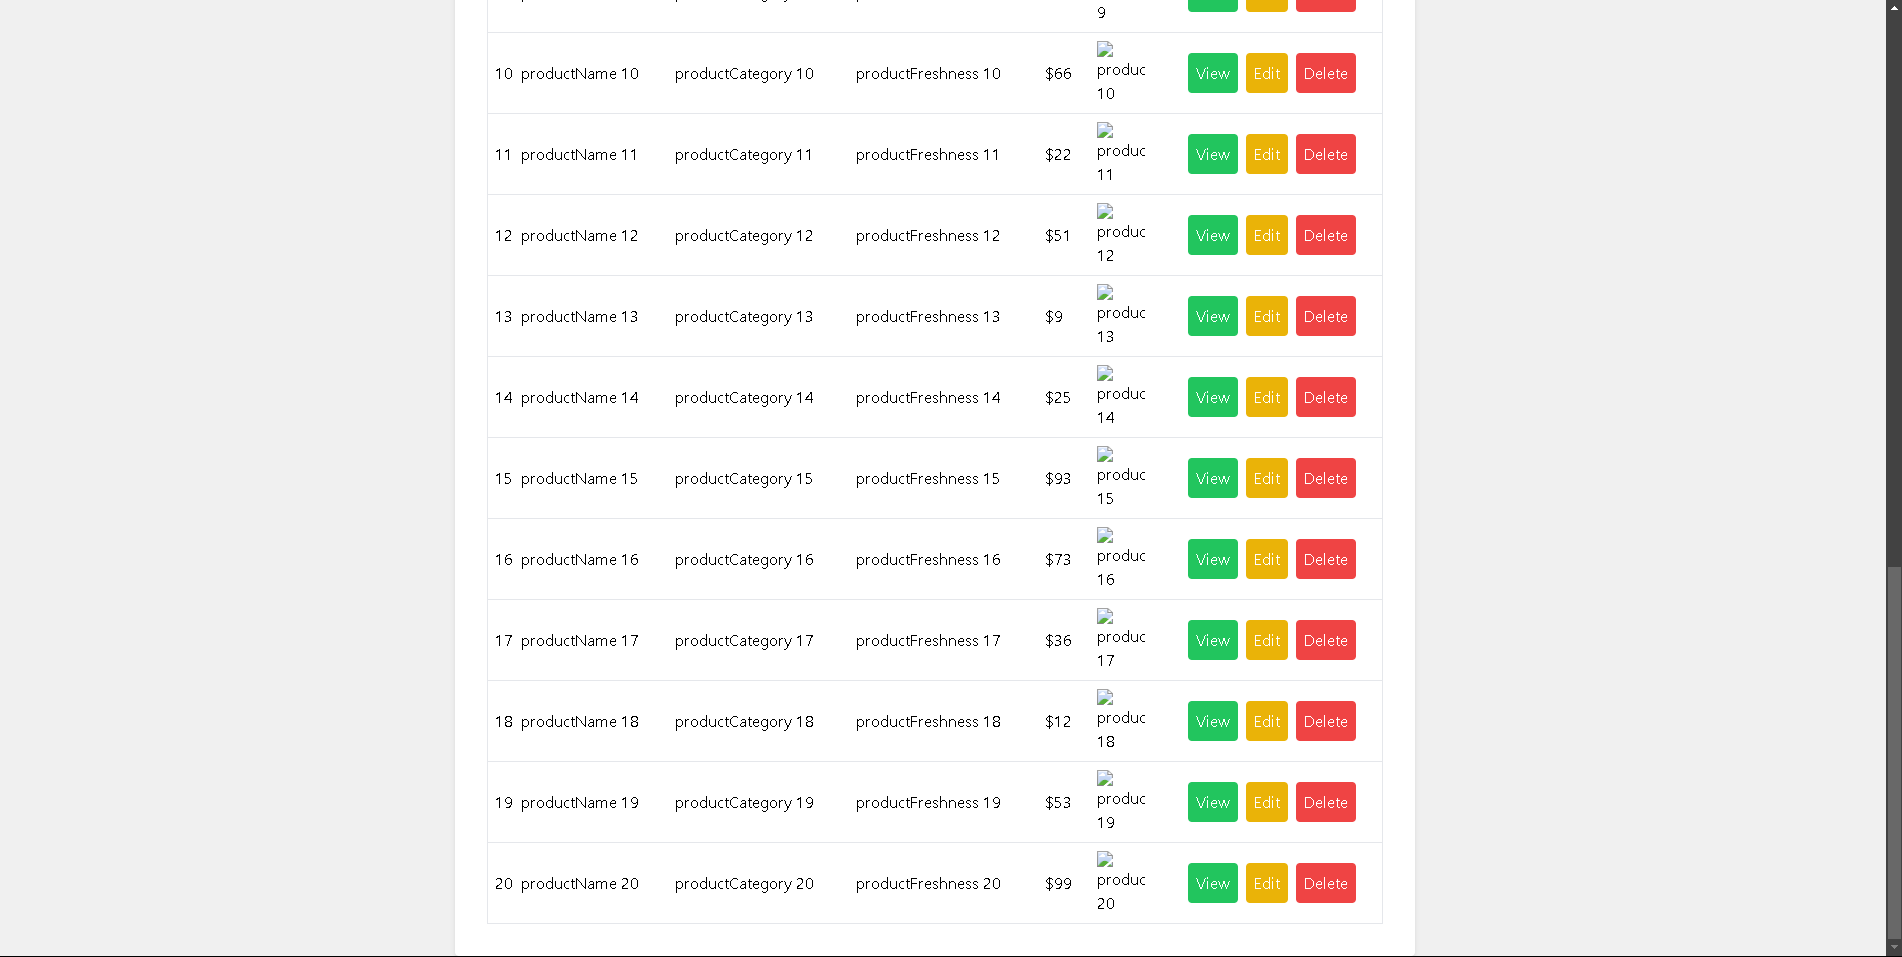 9
10 productName 10 productCategory 10 productFreshness 10 $66 produc View Edit Delete
10
11 productName 11 productCategory 11 productFreshness 11 $22 produc View Edit Delete
11
12 productName 12 productCategory 12 productFreshness 12 $51 produc View Edit Delete
12
13 productName 13 productCategory 13 productFreshness 13 $9 produc View Edit Delete
13
14 productName 14 productCategory 14 productFreshness 14 $25 produc View Edit Delete
14
15 productName 15 productCategory 15 productFreshness 15 $93 produc View Edit Delete
15
16 productName 16 productCategory 16 productFreshness 16 $73 produc View Edit Delete
16
17 productName 17 productCategory 17 productFreshness 17 $36 produc View Edit Delete
17
18 productName 18 productCategory 18 productFreshness 18 $12 produc View Edit Delete
18
19 productName 19 productCategory 19 productFreshness 19 $53 produc View Edit Delete
19
20 productName 20 productCategory 20 productFreshness 20 $99 produc View Edit Delete
20